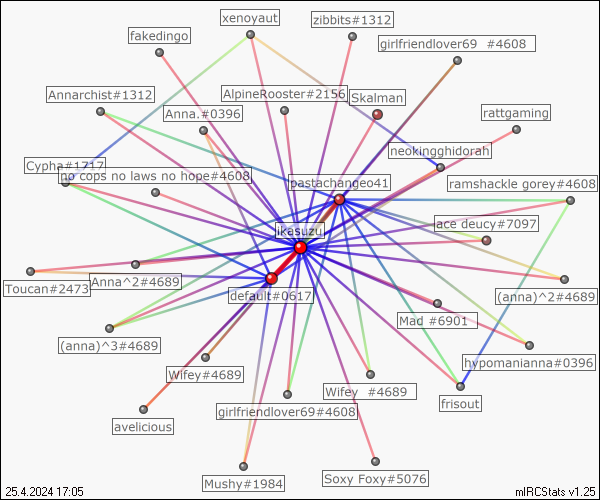 xenoyaut
zibbits#1312
fakedingo
girlfriendlover69 #4608
Annarchist#1312
AlpineRooster#2156
Skalman
Anna.#0396
rattgaming
neokingghidorah
Cypha#1717
no cops no laws no hope#4608
pastachangeo41
ramshackle gorey#4608
ikasuzu
ace deucy#7097
Toucan#2473
Anna^2#4689
default#0617
(anna)^2#4689
Mad #6901
(anna)^3#4689
hypomanianna#0396
Wifey#4689
Wifey #4689
frisout
girlfriendlover69#4608
avelicious
Mushy#1984
Soxy Foxy#5076
25.4.2024 17:05
mIRCStats v1.25